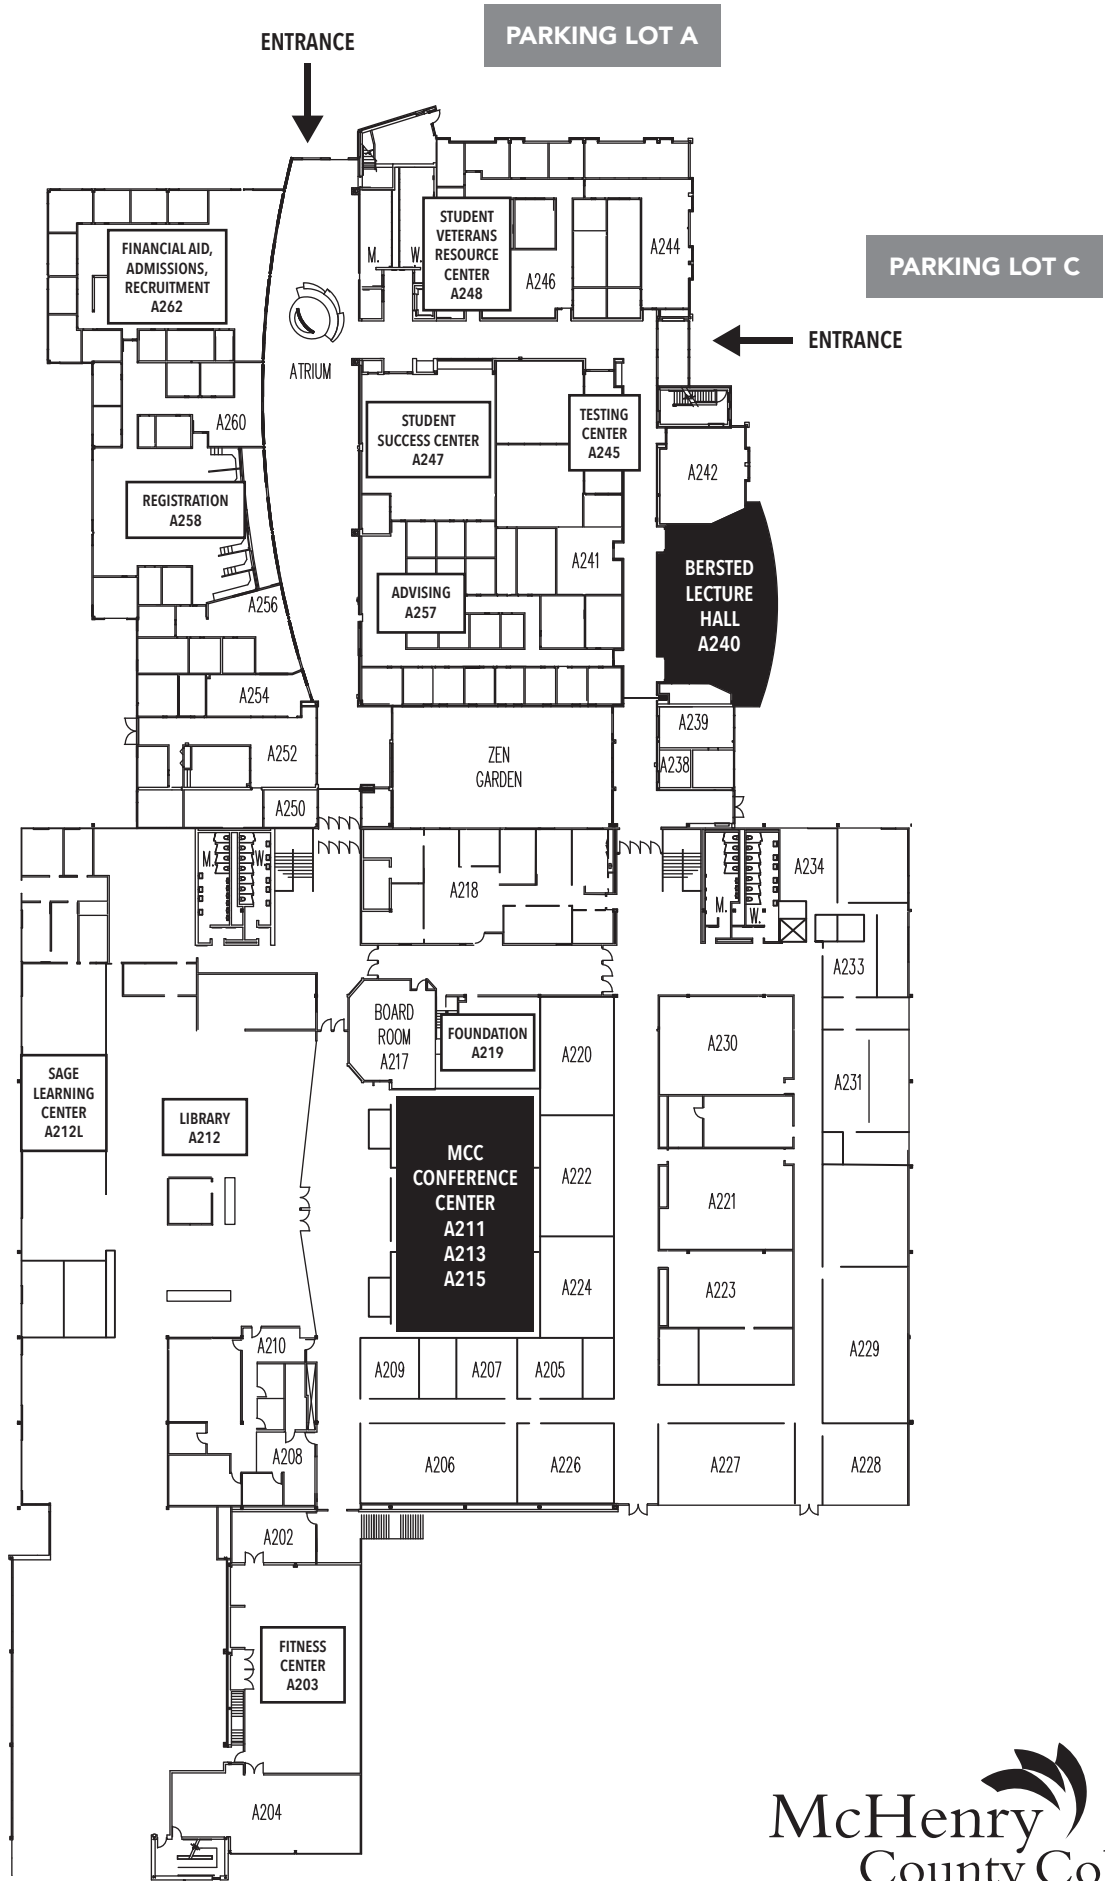 PARKING LOT A
ENTRANCE
STUDENT
VETERANS
RESOURCE
CENTER
A248
M.
W.
A246
A244
FINANCIAL AID,
ADMISSIONS,
RECRUITMENT
A262
PARKING LOT C
ENTRANCE
ATRIUM
A260
STUDENT
SUCCESS CENTER
A247
TESTING
CENTER
A245
A242
REGISTRATION
A258
A241
BERSTED
LECTURE
HALL
A240
ADVISING
A257
A256
A254
A239
A252
ZEN
GARDEN
A238
A250
M.
W.
A218
A234
M.
W.
A233
BOARD
ROOM
A217
FOUNDATION
A219
A220
A230
A231
SAGE
LEARNING
CENTER
A212L
LIBRARY
A212
MCC
CONFERENCE
CENTER
A211
A213
A215
A222
A221
A224
A223
A210
A209
A207
A205
A229
A208
A206
A226
A227
A228
A202
FITNESS
CENTER
A203
A204
McHenry
County Col